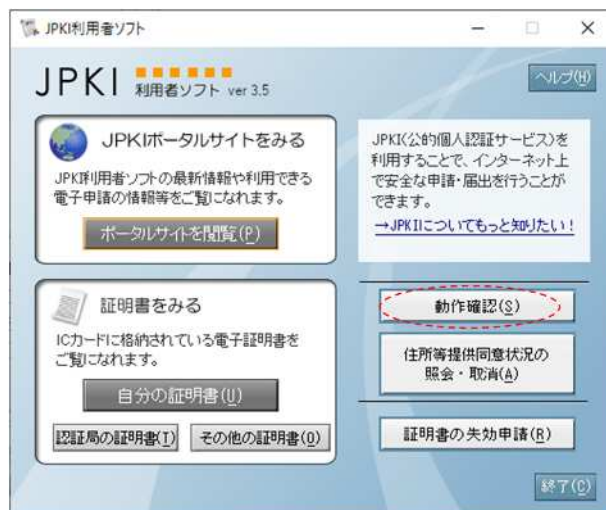 JPKI利用者ソフト
JPKI 利用者ソフト ver 3.5
ヘルプ(H)
JPKIポータルサイトをみる
JPKI利用者ソフトの最新情報や利用できる
電子申請の情報等をご覧になれます。
ポータルサイトを閲覧(P)
JPKI(公的個人認証サービス)を
利用することで、インターネット上
で安全な申請・届出を行うことが
できます。
→JPKIについてもっと知りたい!
証明書をみる
ICカードに格納されている電子証明書を
ご覧になれます。
自分の証明書(U)
認証局の証明書(T)
その他の証明書(O)
動作確認(S)
住所等提供同意状況の
照会・取消(A)
証明書の失効申請(R)
終了(C)